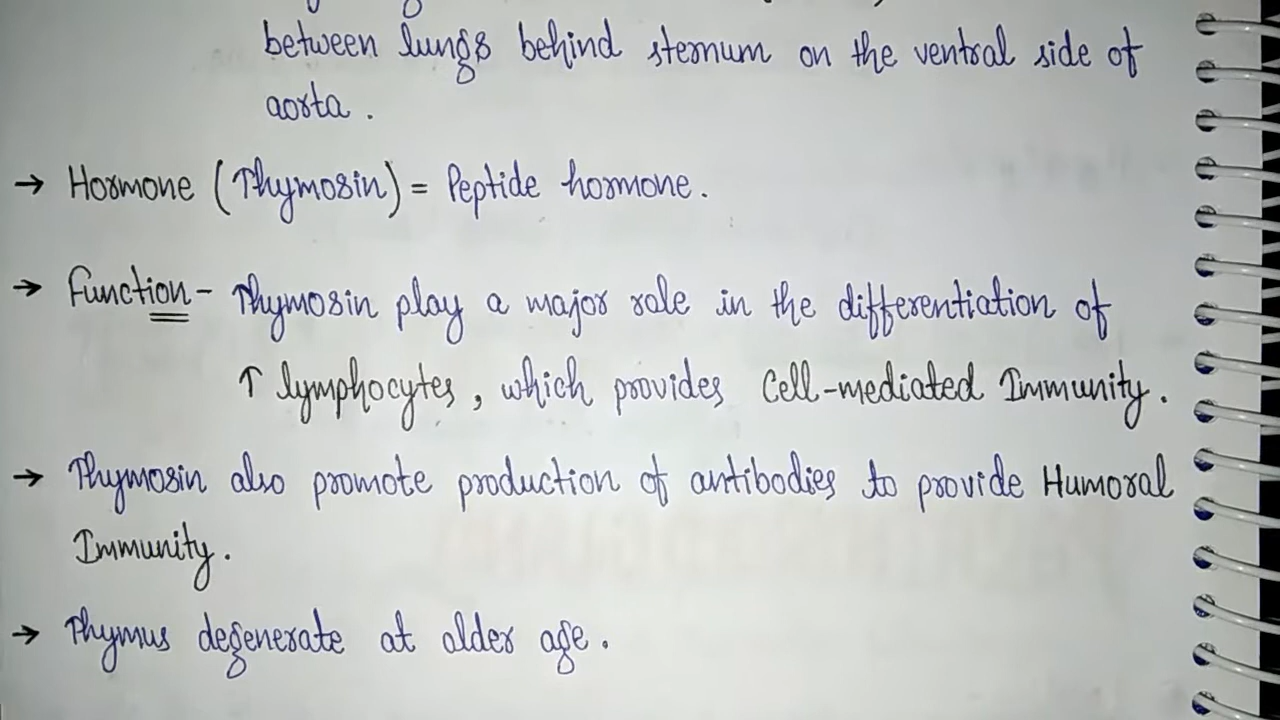 between lungs behind sternum on the ventral side of
aorta.
→ Hormone (Thymosin) = Peptide hormone.
→ Function - Thymosin play a major role in the differentiation of
T lymphocytes, which provides Cell-mediated Immunity.
→ Thymosin also promote production of antibodies to provide Humoral
Immunity.
→ Thymus degenerate at older age.